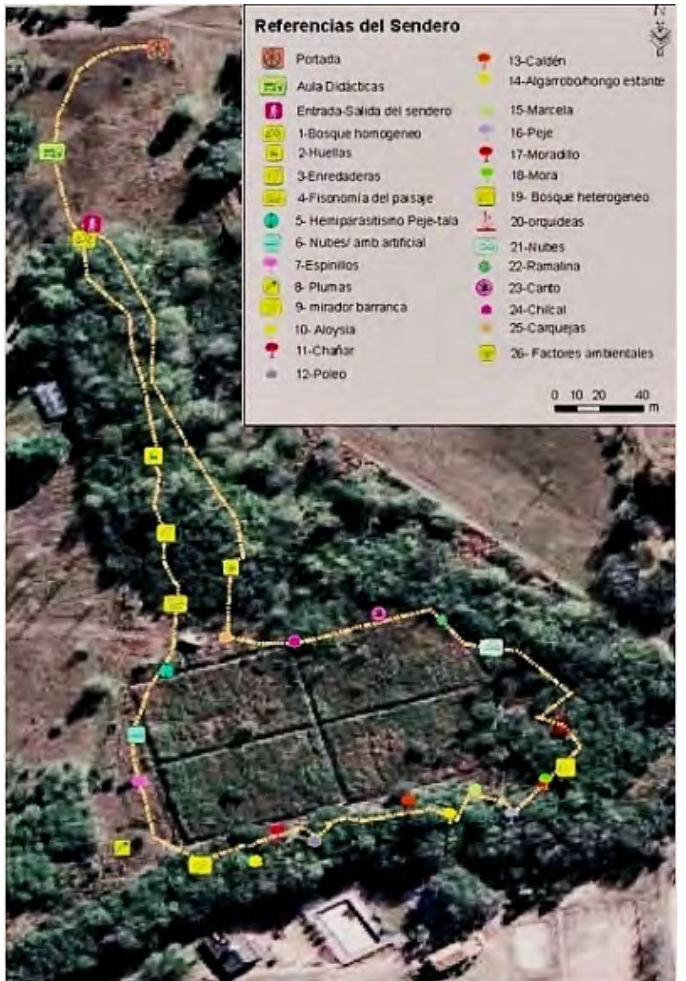 Referencias del Sendero
N
Portada
Aula Didácticas
Entrada-Salida del sendero
1-Bosque homogeneo
2-Huellas
3-Enredaderas
4-Fisonomía del paisaje
5- Hemiparasitismo Peje-tala
6- Nubes/ amb artificial
7-Espinillos
8- Plumas
9- mirador barranca
10- Aloysia
11-Chañar
12-Poleo
13-Caldén
14-Algarrobo/hongo estante
15-Marcela
16-Peje
17-Moradillo
18-Mora
19- Bosque heterogeneo
20-orquideas
21-Nubes
22-Ramalina
23-Canto
24-Chilcal
25-Carquejas
26- Factores ambientales
0 10 20 40
m